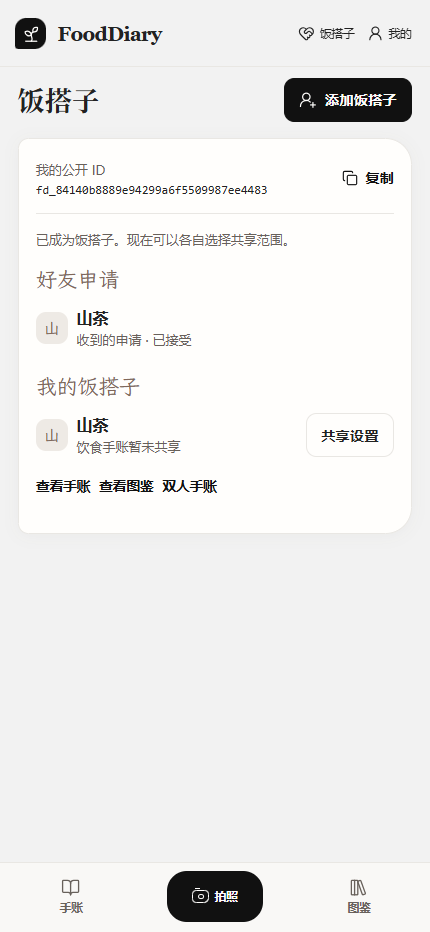 FoodDiary
饭搭子
我的
饭搭子
添加饭搭子
我的公开 ID
fd_84140b8889e94299a6f5509987ee4483
复制
已成为饭搭子。现在可以各自选择共享范围。
好友申请
山
山茶
收到的申请 · 已接受
我的饭搭子
山
山茶
饮食手账暂未共享
共享设置
查看手账 查看图鉴 双人手账
手账
拍照
图鉴